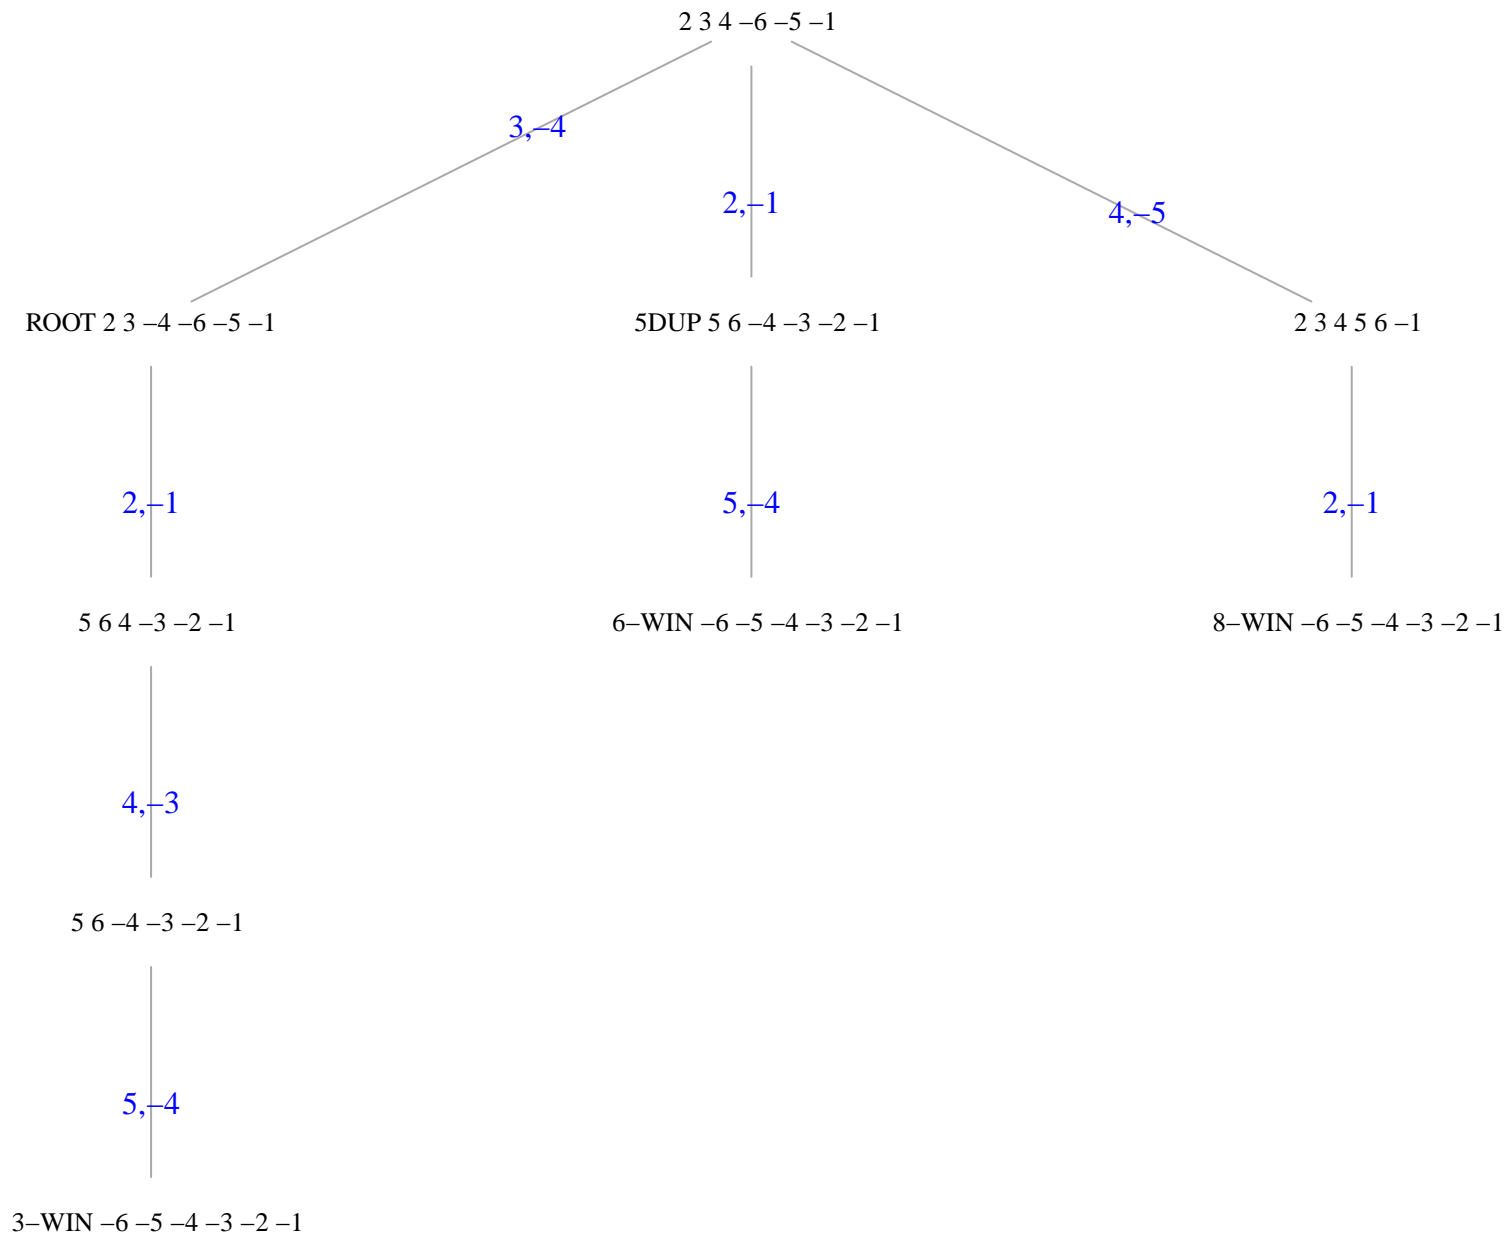 2 3 4 –6 –5 –1
3,–4
2,–1
4,–5
ROOT 2 3 –4 –6 –5 –1
5DUP 5 6 –4 –3 –2 –1
2 3 4 5 6 –1
2,–1
5,–4
2,–1
5 6 4 –3 –2 –1
6–WIN –6 –5 –4 –3 –2 –1
8–WIN –6 –5 –4 –3 –2 –1
4,–3
5 6 –4 –3 –2 –1
5,–4
3–WIN –6 –5 –4 –3 –2 –1